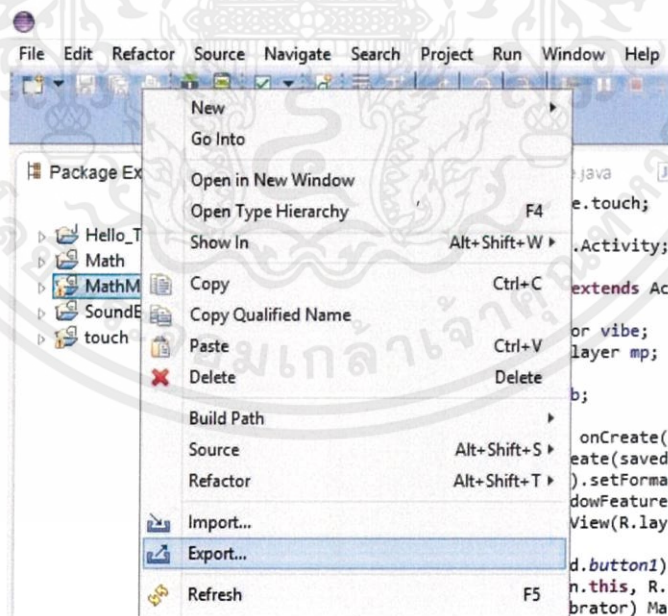 File Edit Refactor Source Navigate Search Project Run Window Help
New
Go Into
Package Ex
Open in New Window
.java
Open Type Hierarchy F4
e.touch;
Show In Alt+Shift+W
.Activity;
Math
Copy Ctrl+C
extends Ac
MathM
Copy Qualified Name
or vibe;
touch
Paste Ctrl+V
layer mp;
Delete Delete
b;
Build Path
onCreate(
Source Alt+Shift+S
eate(saved
Refactor Alt+Shift+T
).setForma
dowFeature
Import...
View(R.lay
Export...
d.button1)
Refresh F5
n.this, R.
brator) Ma